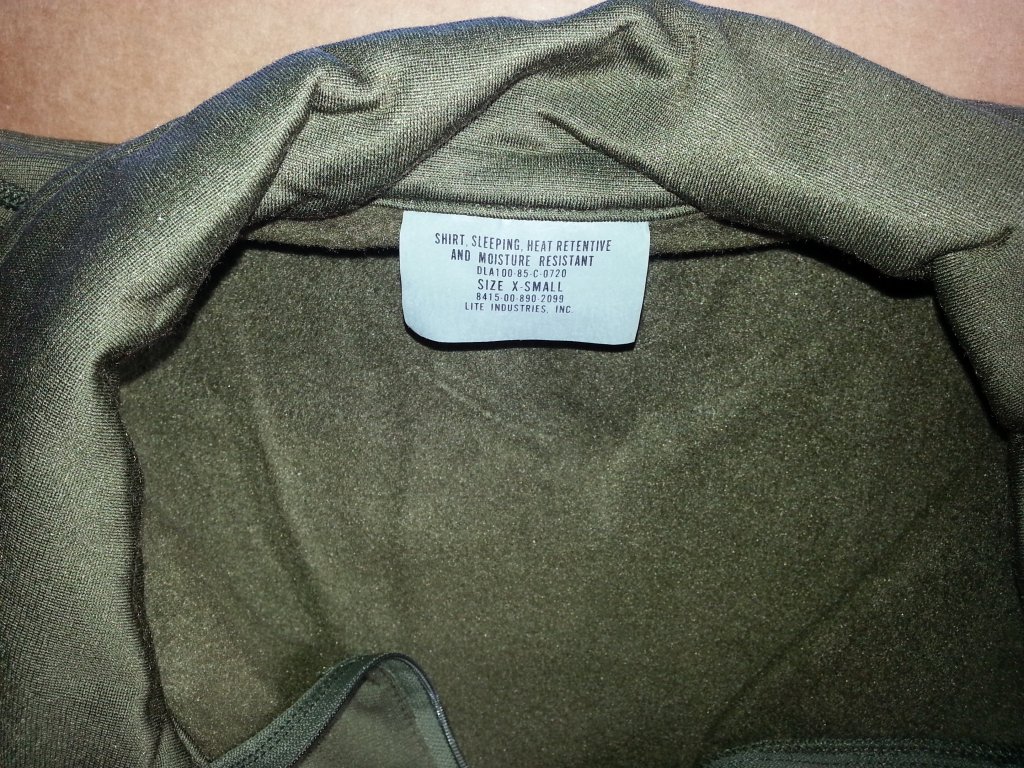 SHIRT, SLEEPING, HEAT RETENTIVE
AND MOISTURE RESISTANT
DLA100-85-C-0720
SIZE X-SMALL
8415-00-890-2099
LITE INDUSTRIES, INC.